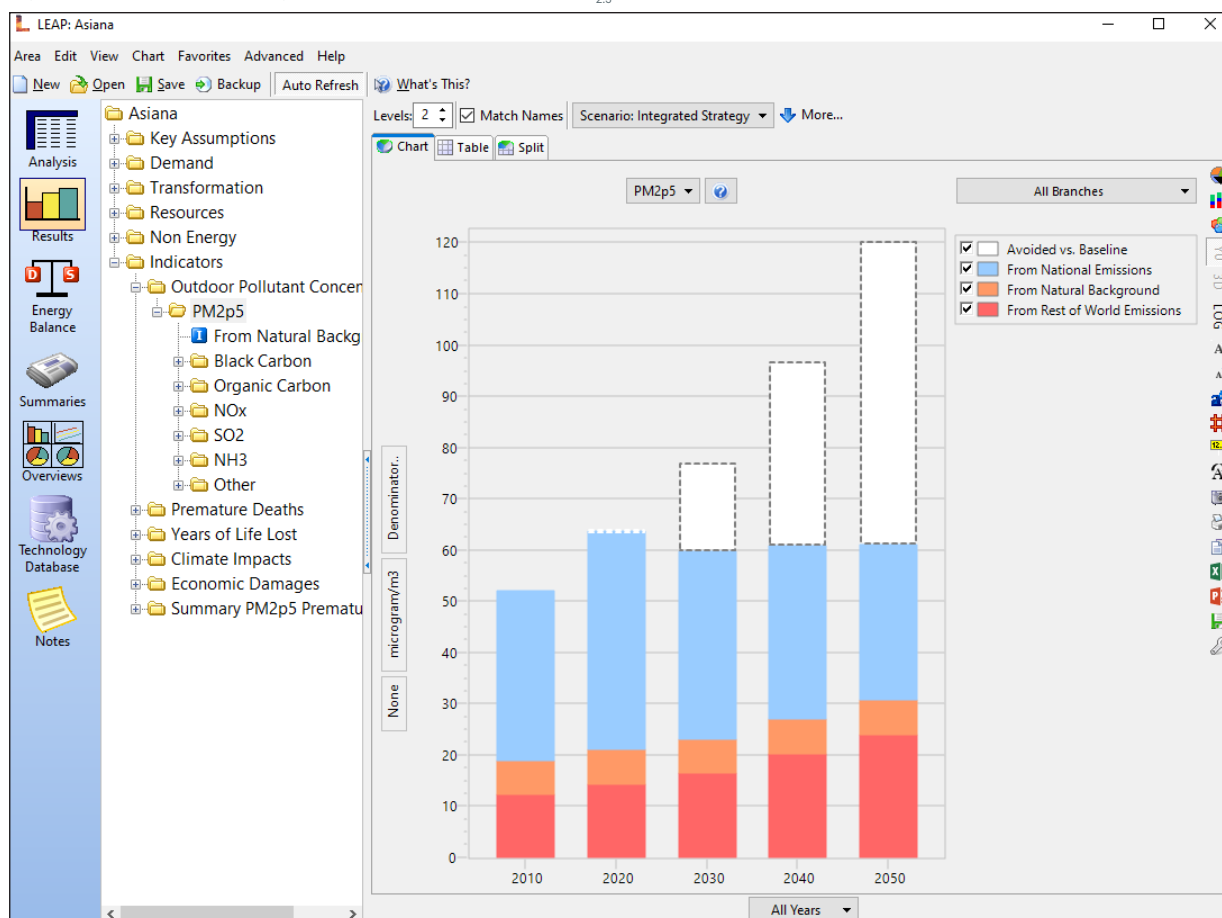 2.5
LEAP: Asiana
Area Edit View Chart Favorites Advanced Help
New Open Save Backup Auto Refresh What's This?
Analysis
Results
Energy
Balance
Summaries
Overviews
Technology
Database
Notes
Asiana
Key Assumptions
Demand
Transformation
Resources
Non Energy
Indicators
Outdoor Pollutant Concen
PM2p5
From Natural Backg
Black Carbon
Organic Carbon
NOx
SO2
NH3
Other
Premature Deaths
Years of Life Lost
Climate Impacts
Economic Damages
Summary PM2p5 Prematu
Levels: 2 Match Names Scenario: Integrated Strategy More...
Chart Table Split
PM2p5
All Branches
Denominator..
microgram/m3
None
120
110
100
90
80
70
60
50
40
30
20
10
0
2010 2020 2030 2040 2050
Avoided vs. Baseline
From National Emissions
From Natural Background
From Rest of World Emissions
LOG
All Years